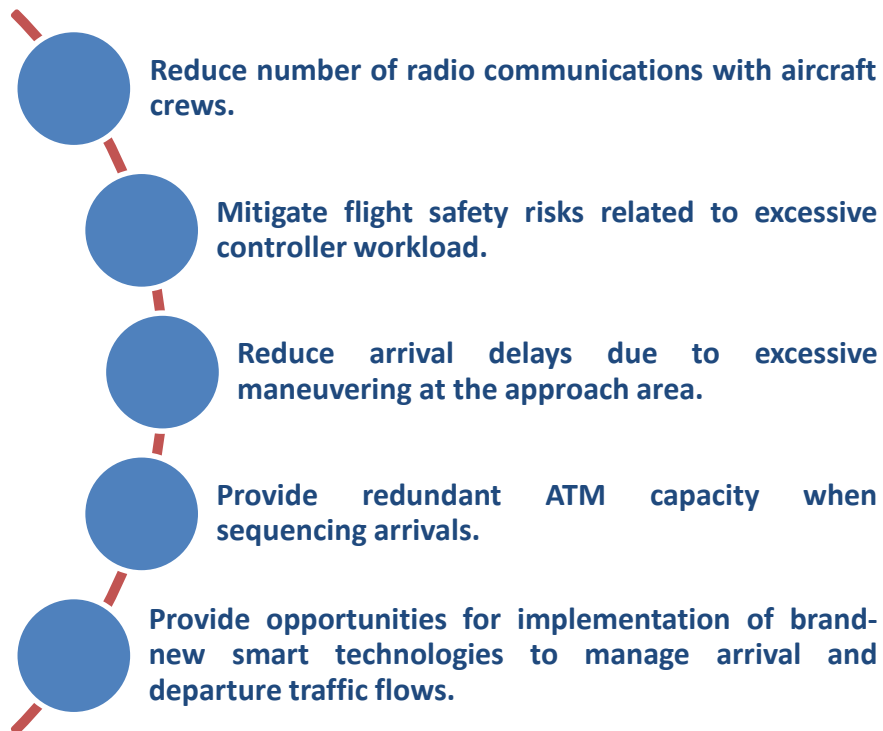 Reduce number of radio communications with aircraft
crews.
Mitigate flight safety risks related to excessive
controller workload.
Reduce arrival delays due to excessive
maneuvering at the approach area.
Provide redundant ATM capacity when
sequencing arrivals.
Provide opportunities for implementation of brand-
new smart technologies to manage arrival and
departure traffic flows.